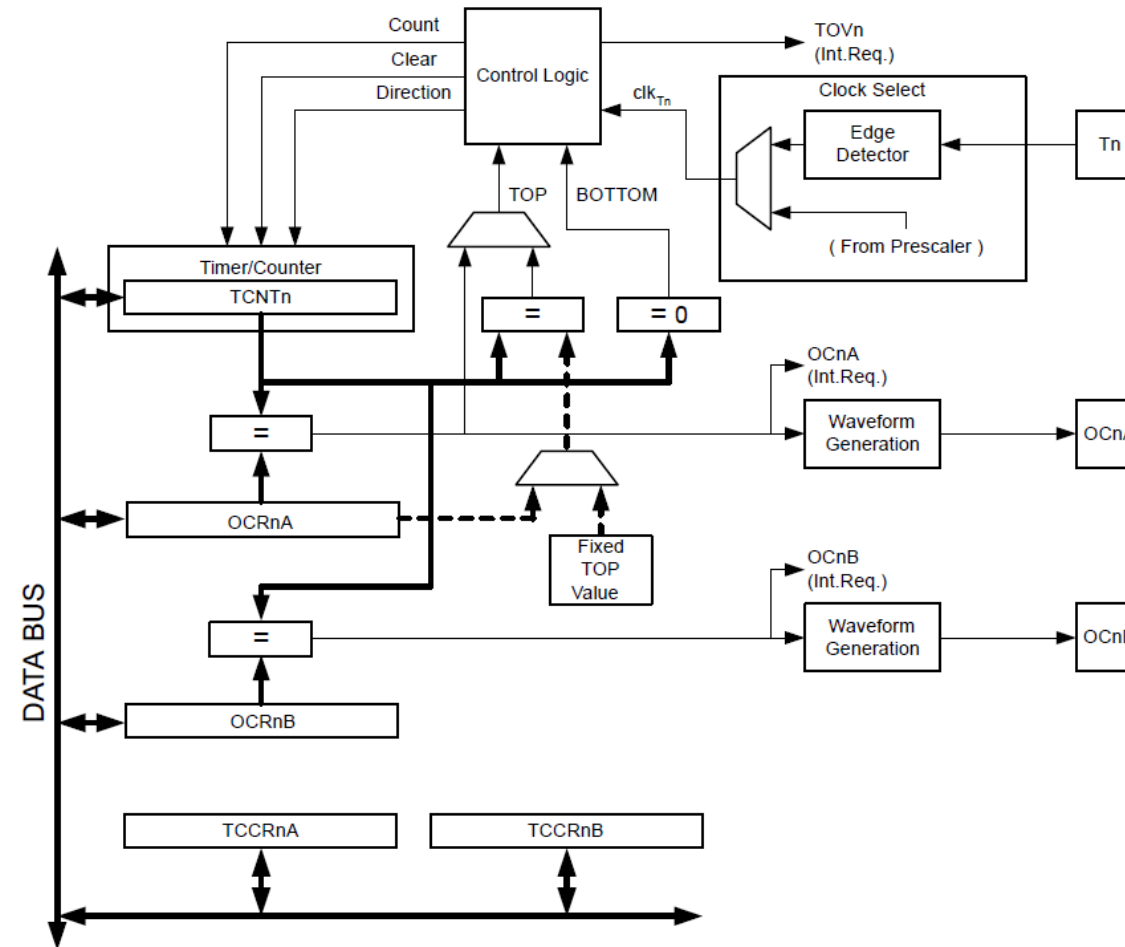 Count
TOVn
(Int.Req.)
Clear
Control Logic
Clock Select
Direction
clkTn
Edge
Detector
Tn
TOP
BOTTOM
( From Prescaler )
Timer/Counter
TCNTn
=
= 0
OCnA
(Int.Req.)
=
Waveform
Generation
OCnA
OCRnA
Fixed
TOP
Value
OCnB
(Int.Req.)
=
Waveform
Generation
OCnB
DATA BUS
OCRnB
TCCRnA
TCCRnB